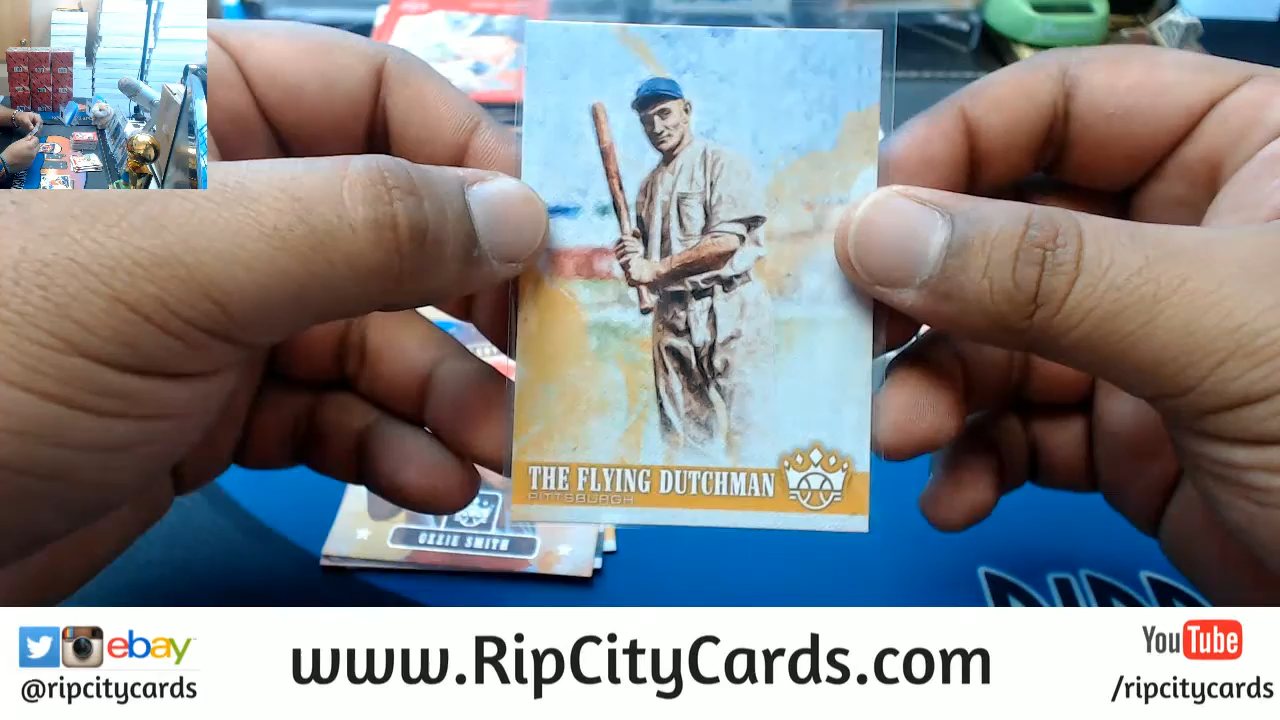 THE FLYING DUTCHMAN
PITTSBURGH
OZZIE SMITH
ebay
@ripcitycards
www.RipCityCards.com
YouTube
/ripcitycards